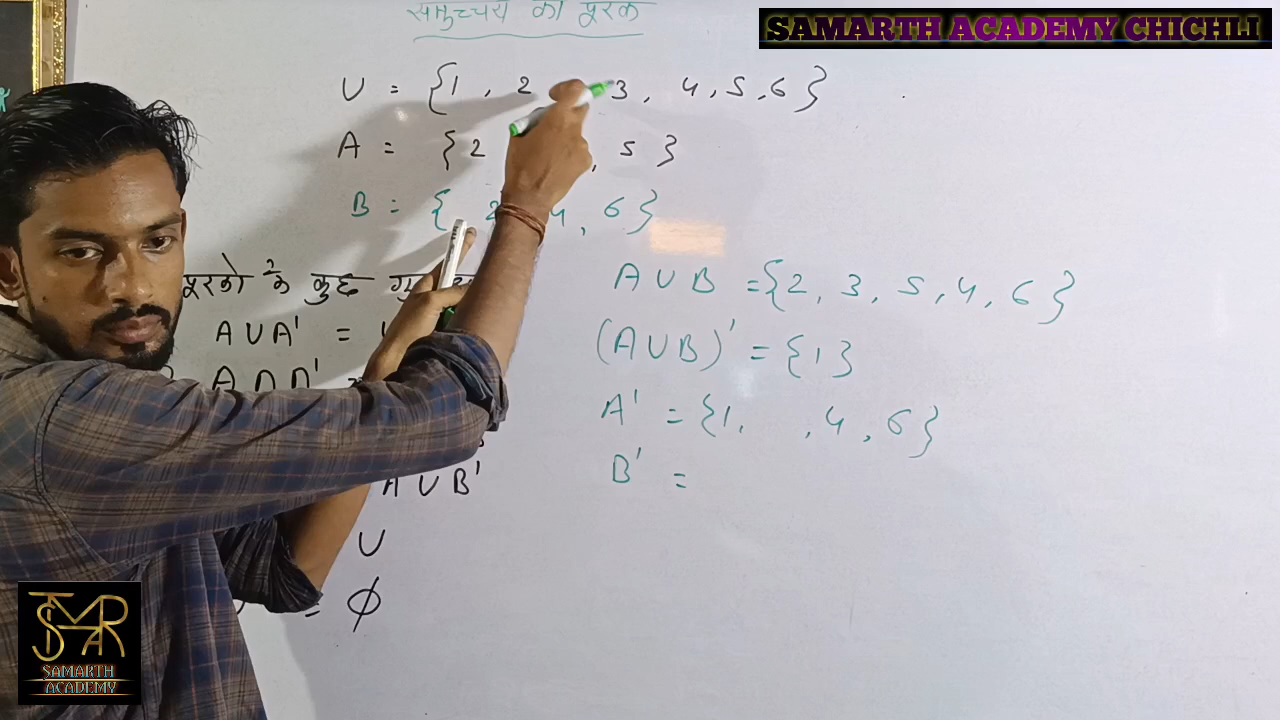 समुच्चय का पूरक
SAMARTH ACADEMY CHICHLI
U = {1, 2, 3, 4, 5, 6}
A = {2 , 5 }
B = { 2 4, 6}
पूरको के कुछ
A ∪ B = {2, 3, 5, 4, 6}
A ∪ A' =
(A ∪ B)' = {1}
A ∩ A'
A' = {1, , 4, 6}
B' =
A ∪ B'
U
= ϕ
SAMARTH
ACADEMY